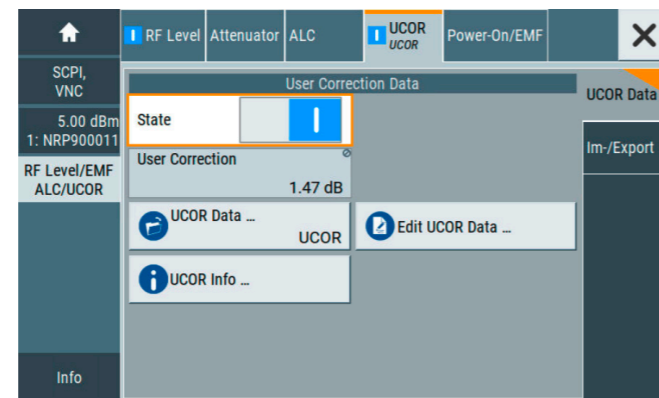 RF Level
Attenuator
ALC
UCOR
UCOR
Power-On/EMF
SCPI,
VNC
5.00 dBm
1: NRP900011
RF Level/EMF
ALC/UCOR
Info
User Correction Data
State
User Correction
1.47 dB
UCOR Data ...
UCOR
Edit UCOR Data ...
UCOR Info ...
UCOR Data
Im-/Export